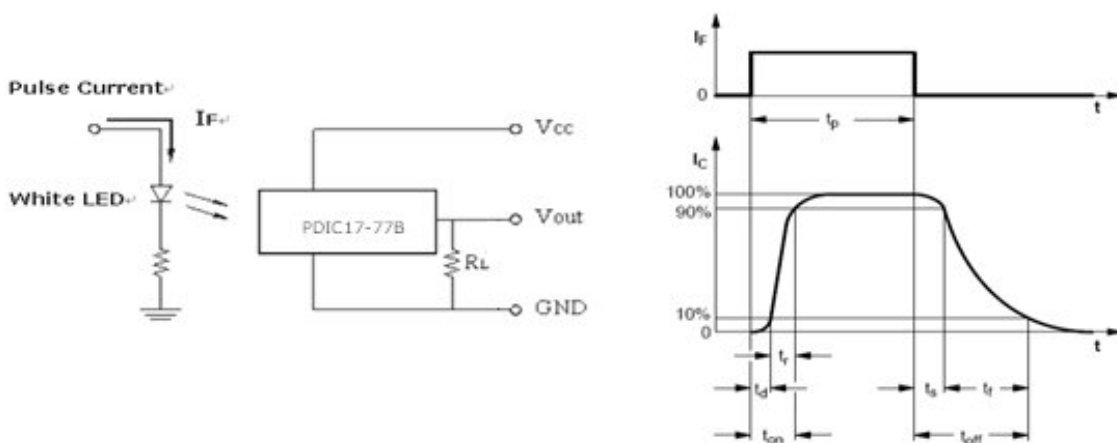 Pulse Current↵
IF↵
White LED↵
PDIC17-77B
Vcc
Vout
RL
GND
IF
0
t
tp
IC
100%
90%
10%
0
t
tr
td
ts
tf
ton
toff